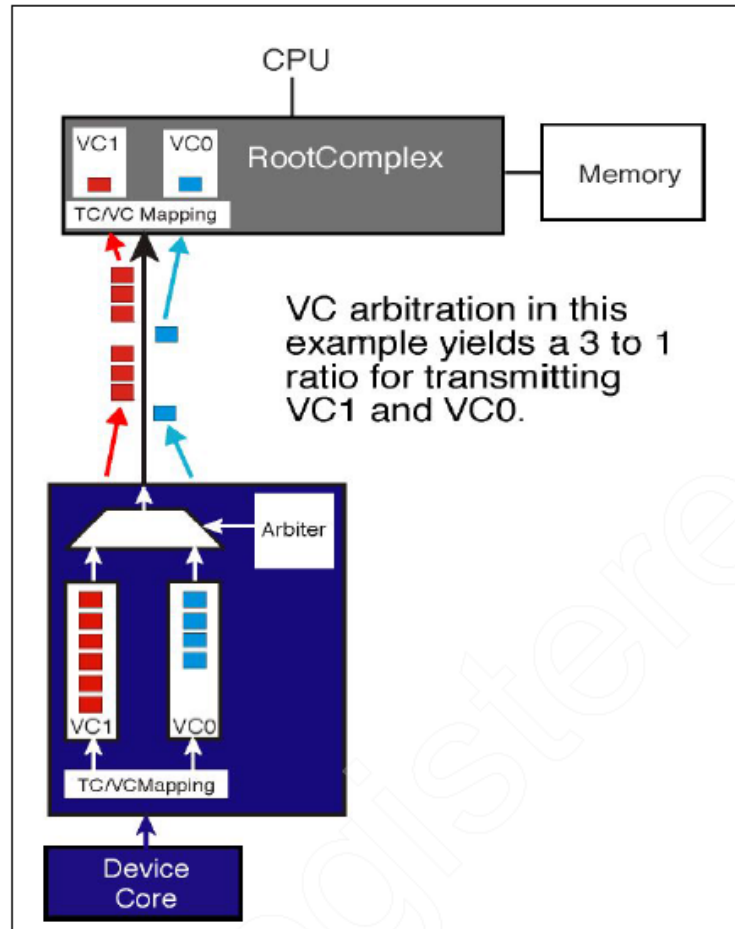 CPU
VC1
VC0
RootComplex
TC/VC Mapping
Memory
VC arbitration in this
example yields a 3 to 1
ratio for transmitting
VC1 and VC0.
Arbiter
VC1
VC0
TC/VCMapping
Device
Core